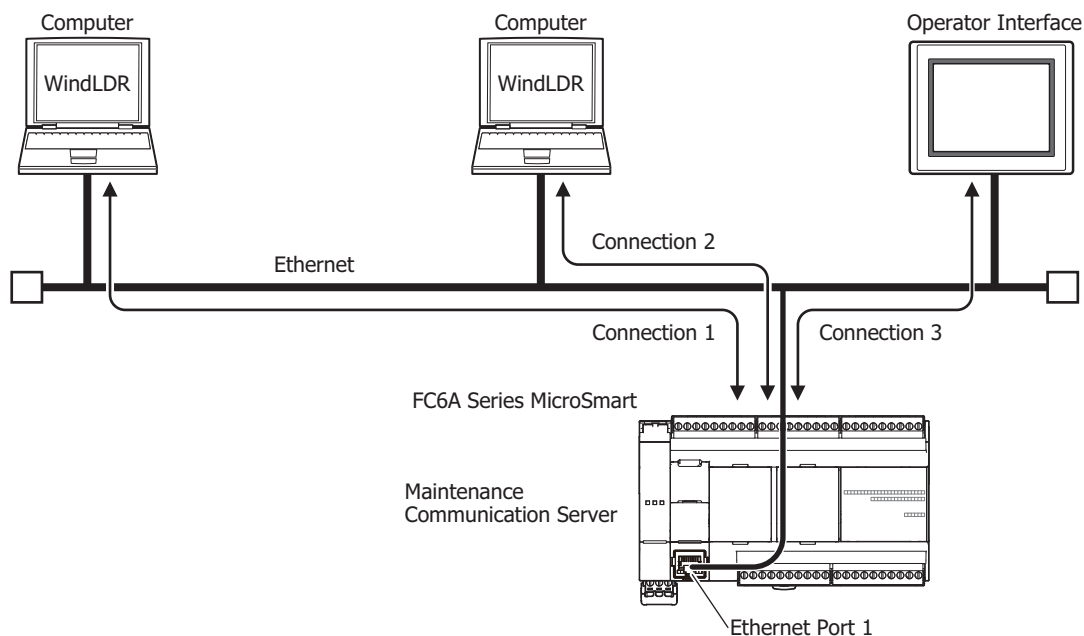 Computer
Computer
Operator Interface
WindLDR
WindLDR
Connection 2
Ethernet
Connection 1
Connection 3
FC6A Series MicroSmart
Maintenance
Communication Server
Ethernet Port 1